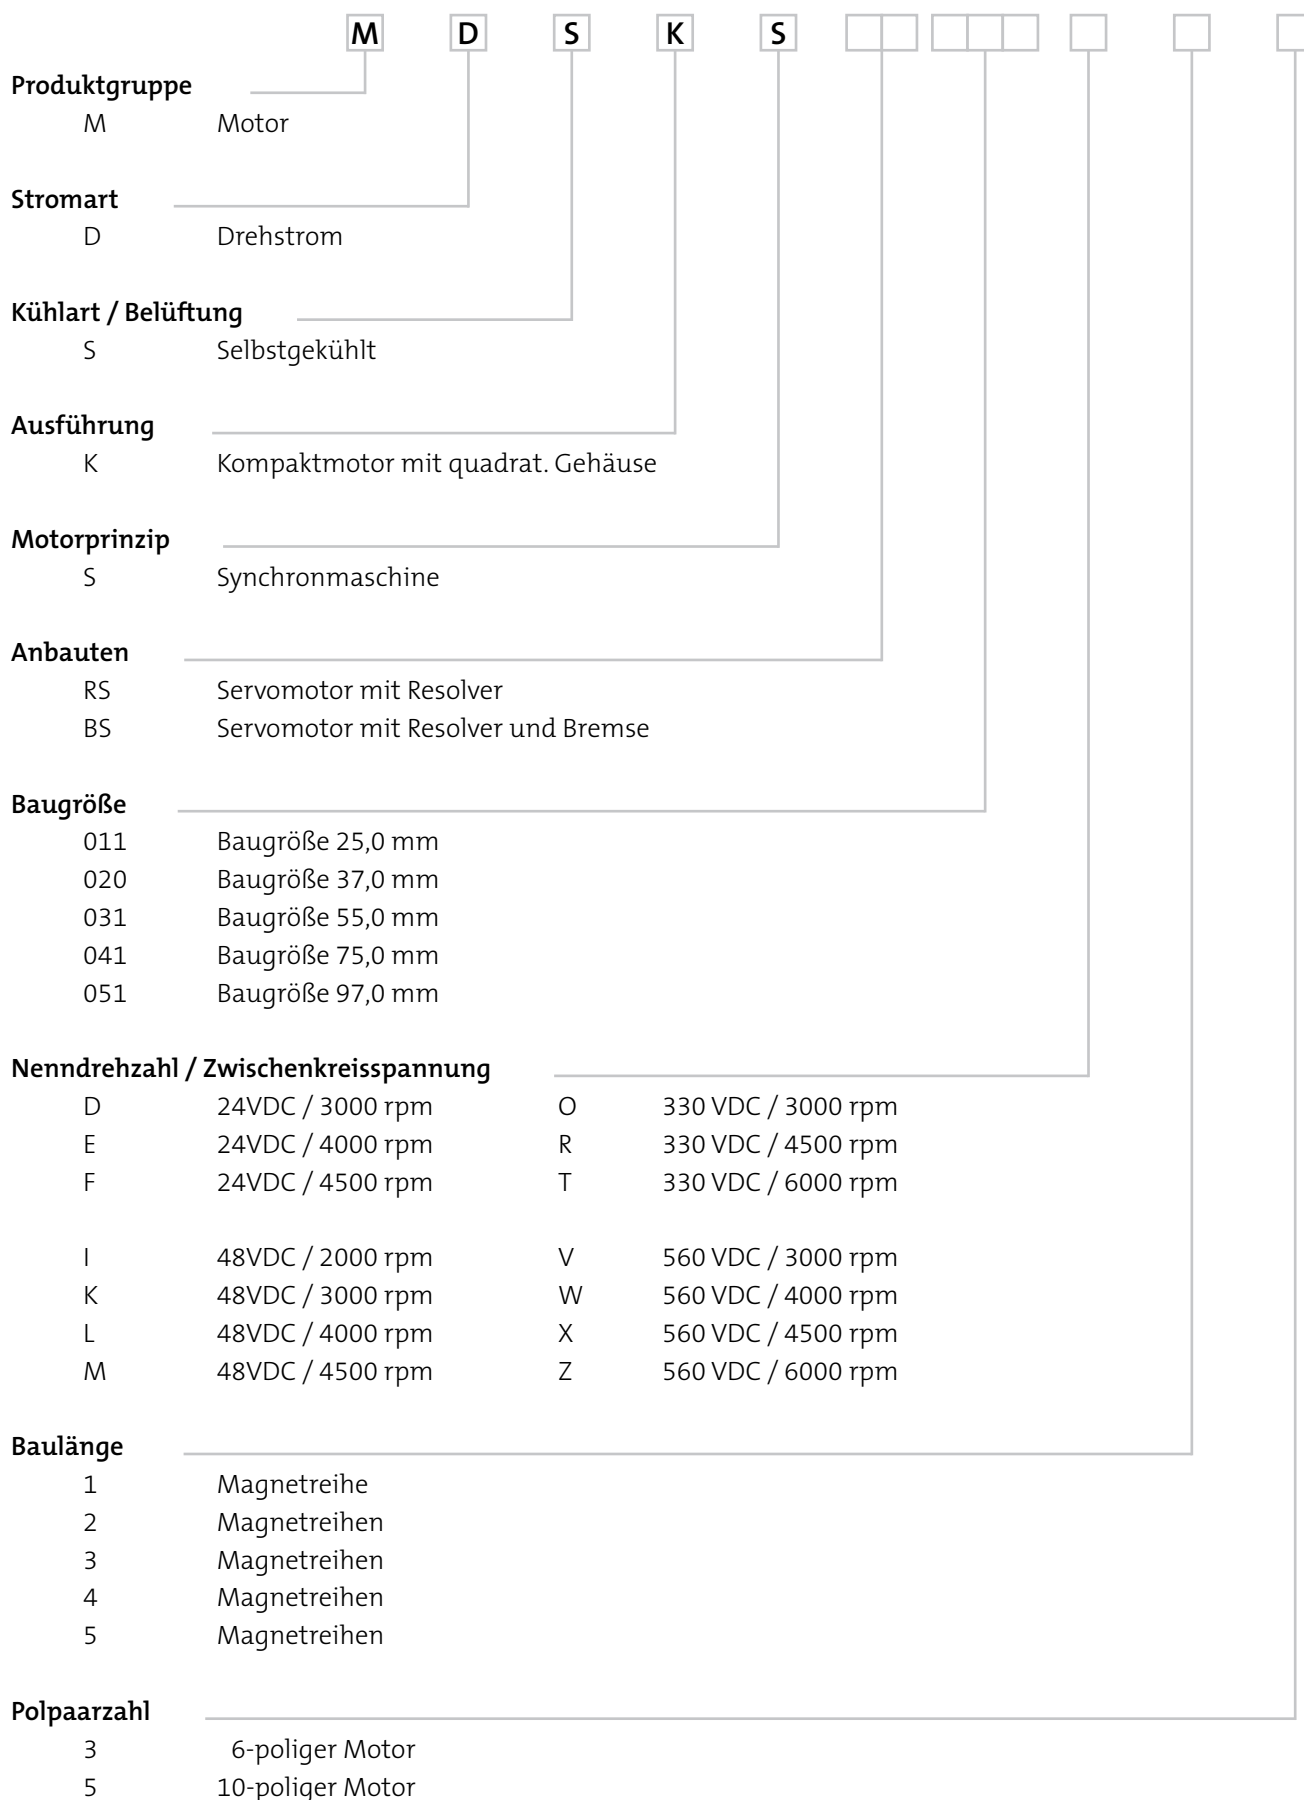 M D S K S
Produktgruppe
M Motor
Stromart
D Drehstrom
Kühlart / Belüftung
S Selbstgekühlt
Ausführung
K Kompaktmotor mit quadrat. Gehäuse
Motorprinzip
S Synchronmaschine
Anbauten
RS Servomotor mit Resolver
BS Servomotor mit Resolver und Bremse
Baugröße
011 Baugröße 25,0 mm
020 Baugröße 37,0 mm
031 Baugröße 55,0 mm
041 Baugröße 75,0 mm
051 Baugröße 97,0 mm
Nenndrehzahl / Zwischenkreisspannung
D 24VDC / 3000 rpm O 330 VDC / 3000 rpm
E 24VDC / 4000 rpm R 330 VDC / 4500 rpm
F 24VDC / 4500 rpm T 330 VDC / 6000 rpm
I 48VDC / 2000 rpm V 560 VDC / 3000 rpm
K 48VDC / 3000 rpm W 560 VDC / 4000 rpm
L 48VDC / 4000 rpm X 560 VDC / 4500 rpm
M 48VDC / 4500 rpm Z 560 VDC / 6000 rpm
Baulänge
1 Magnetreihe
2 Magnetreihen
3 Magnetreihen
4 Magnetreihen
5 Magnetreihen
Polpaarzahl
3 6-poliger Motor
5 10-poliger Motor